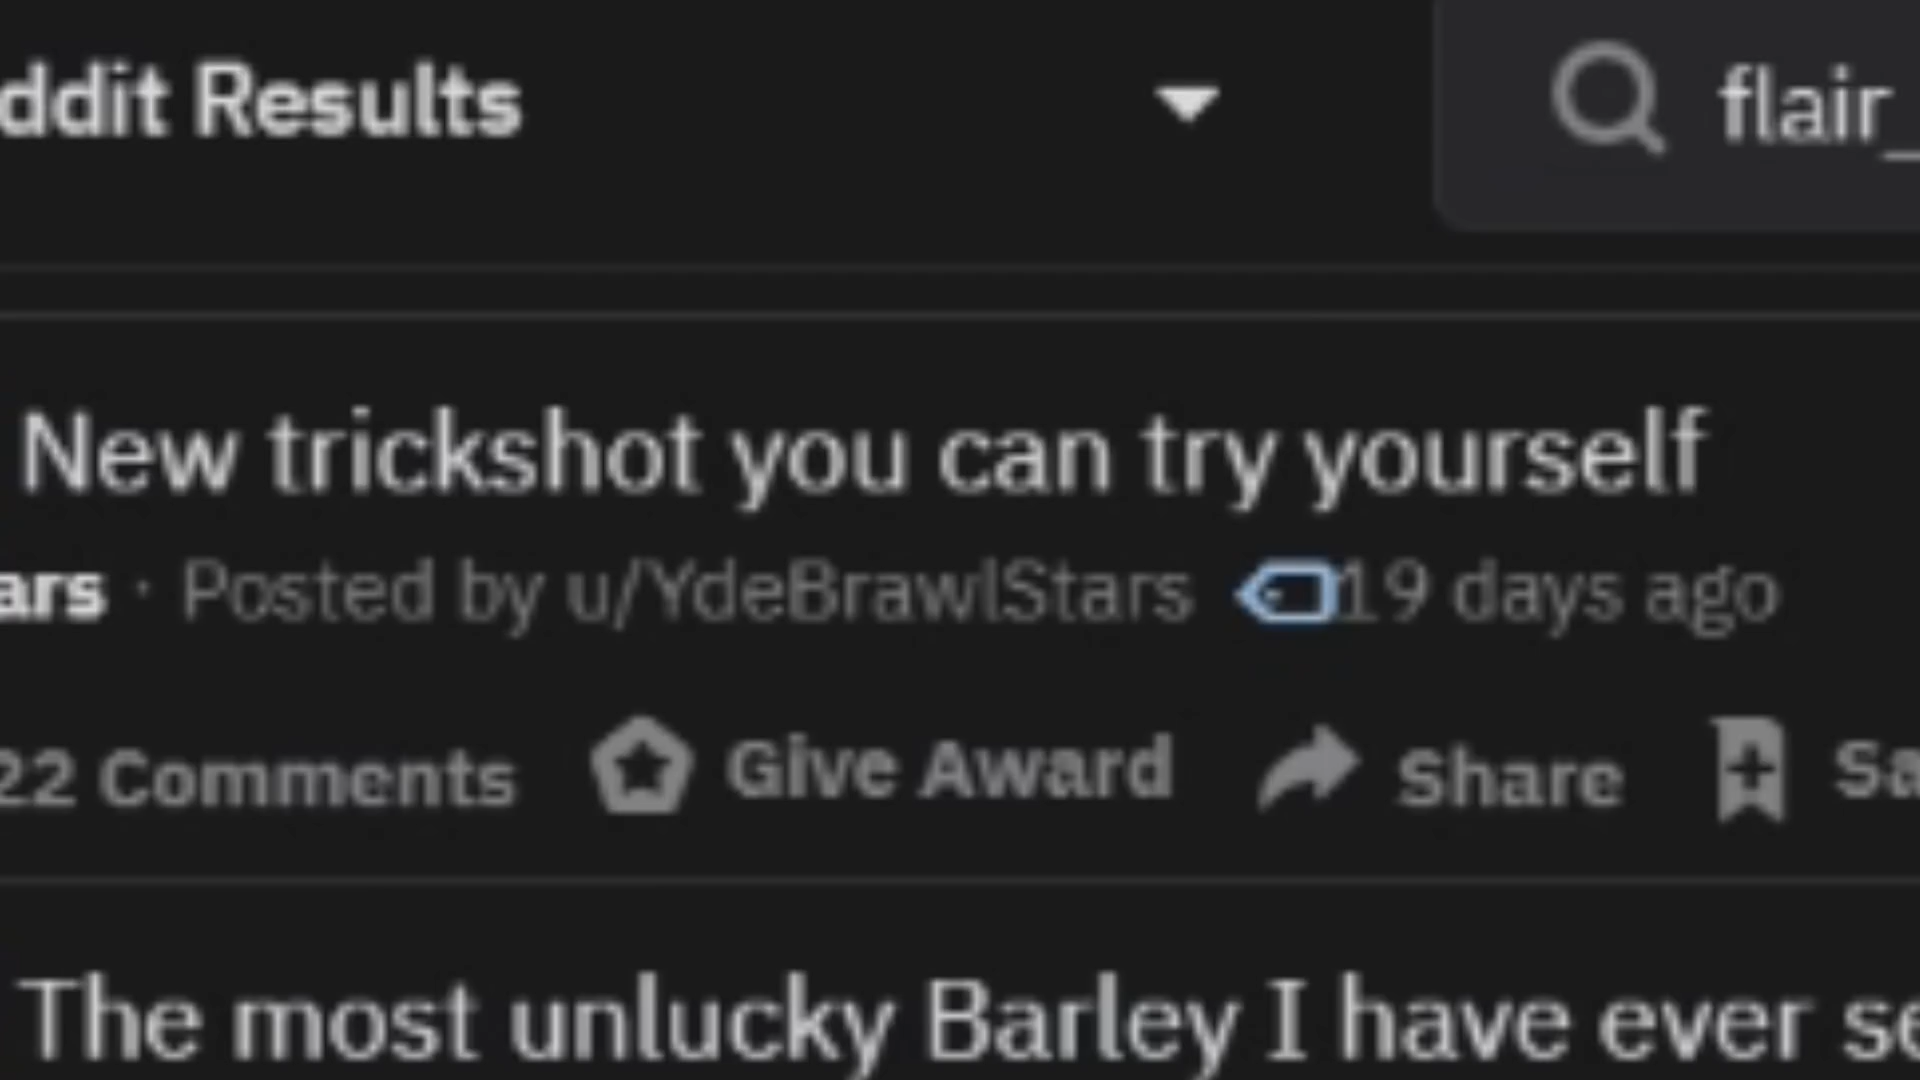 ddit Results
flair_
New trickshot you can try yourself
ars · Posted by u/YdeBrawlStars 19 days ago
22 Comments Give Award Share Sa
The most unlucky Barley I have ever se